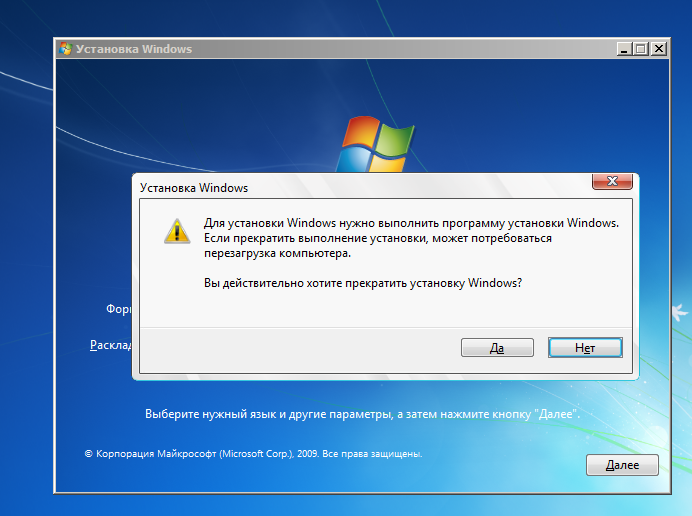 Установка Windows
Установка Windows
Для установки Windows нужно выполнить программу установки Windows.
Если прекратить выполнение установки, может потребоваться
перезагрузка компьютера.
Вы действительно хотите прекратить установку Windows?
Да
Нет
Выберите нужный язык и другие параметры, а затем нажмите кнопку "Далее".
© Корпорация Майкрософт (Microsoft Corp.), 2009. Все права защищены.
Далее